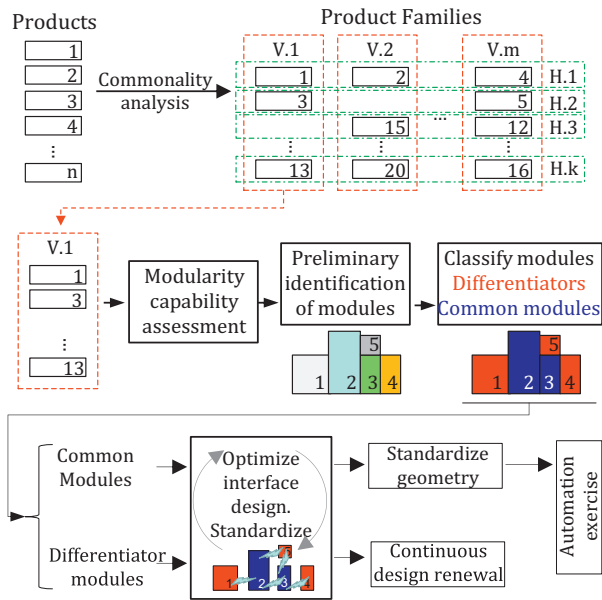 Products
1
2
3
4
...
n
Commonality
analysis
Product Families
V.1 V.2 V.m
1 2 4 H.1
3 5 H.2
15 ... 12 H.3
... ... ...
13 20 16 H.k
V.1
1
3
...
13
Modularity
capability
assessment
Preliminary
identification
of modules
5
1 2 3 4
Classify modules
Differentiators
Common modules
5
1 2 3 4
Common
Modules
Differentiator
modules
Optimize
interface
design.
Standardize
1 2 3 4
Standardize
geometry
Continuous
design renewal
Automation
exercise